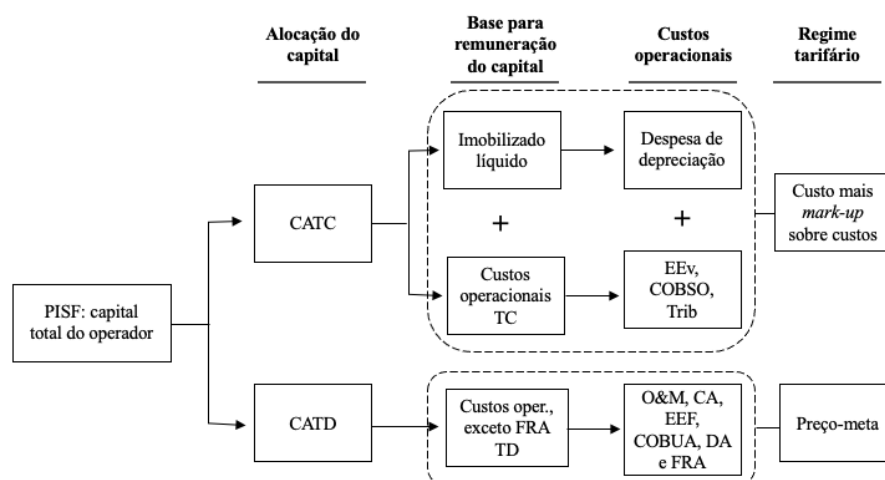 Alocação do
capital
Base para
remuneração
do capital
Custos
operacionais
Regime
tarifário
Imobilizado
líquido
Despesa de
depreciação
CATC
+
+
Custo mais
mark-up
sobre custos
Custos
operacionais
TC
EEv,
COBSO,
Trib
PISF: capital
total do operador
CATD
Custos oper.,
exceto FRA
TD
O&M, CA,
EEF,
COBUA, DA
e FRA
Preço-meta